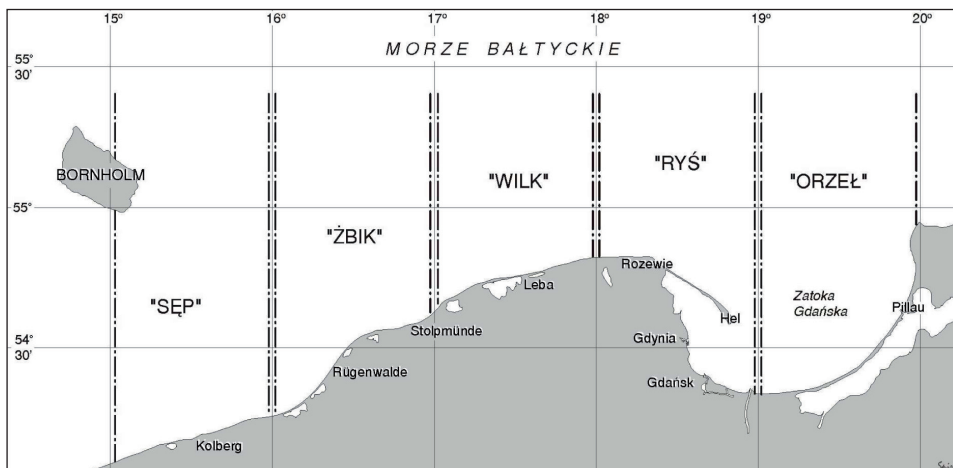 15°
16°
17°
18°
19°
20°
55°
30'
MORZE BAŁTYCKIE
BORNHOLM
"WILK"
"RYŚ"
"ORZEŁ"
55°
"ŻBIK"
Rozewie
Łeba
"SĘP"
Zatoka
Gdańska
Pillau
Hel
Stolpmünde
54°
30'
Gdynia
Rügenwalde
Gdańsk
Kolberg